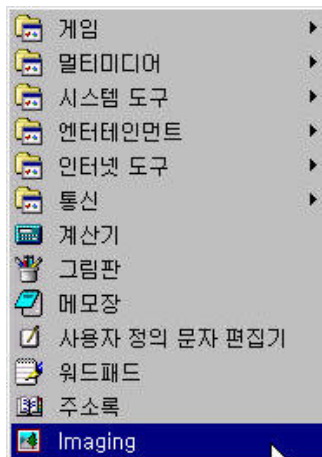 게임
멀티미디어
시스템 도구
엔터테인먼트
인터넷 도구
통신
계산기
그림판
메모장
사용자 정의 문자 편집기
워드패드
주소록
Imaging